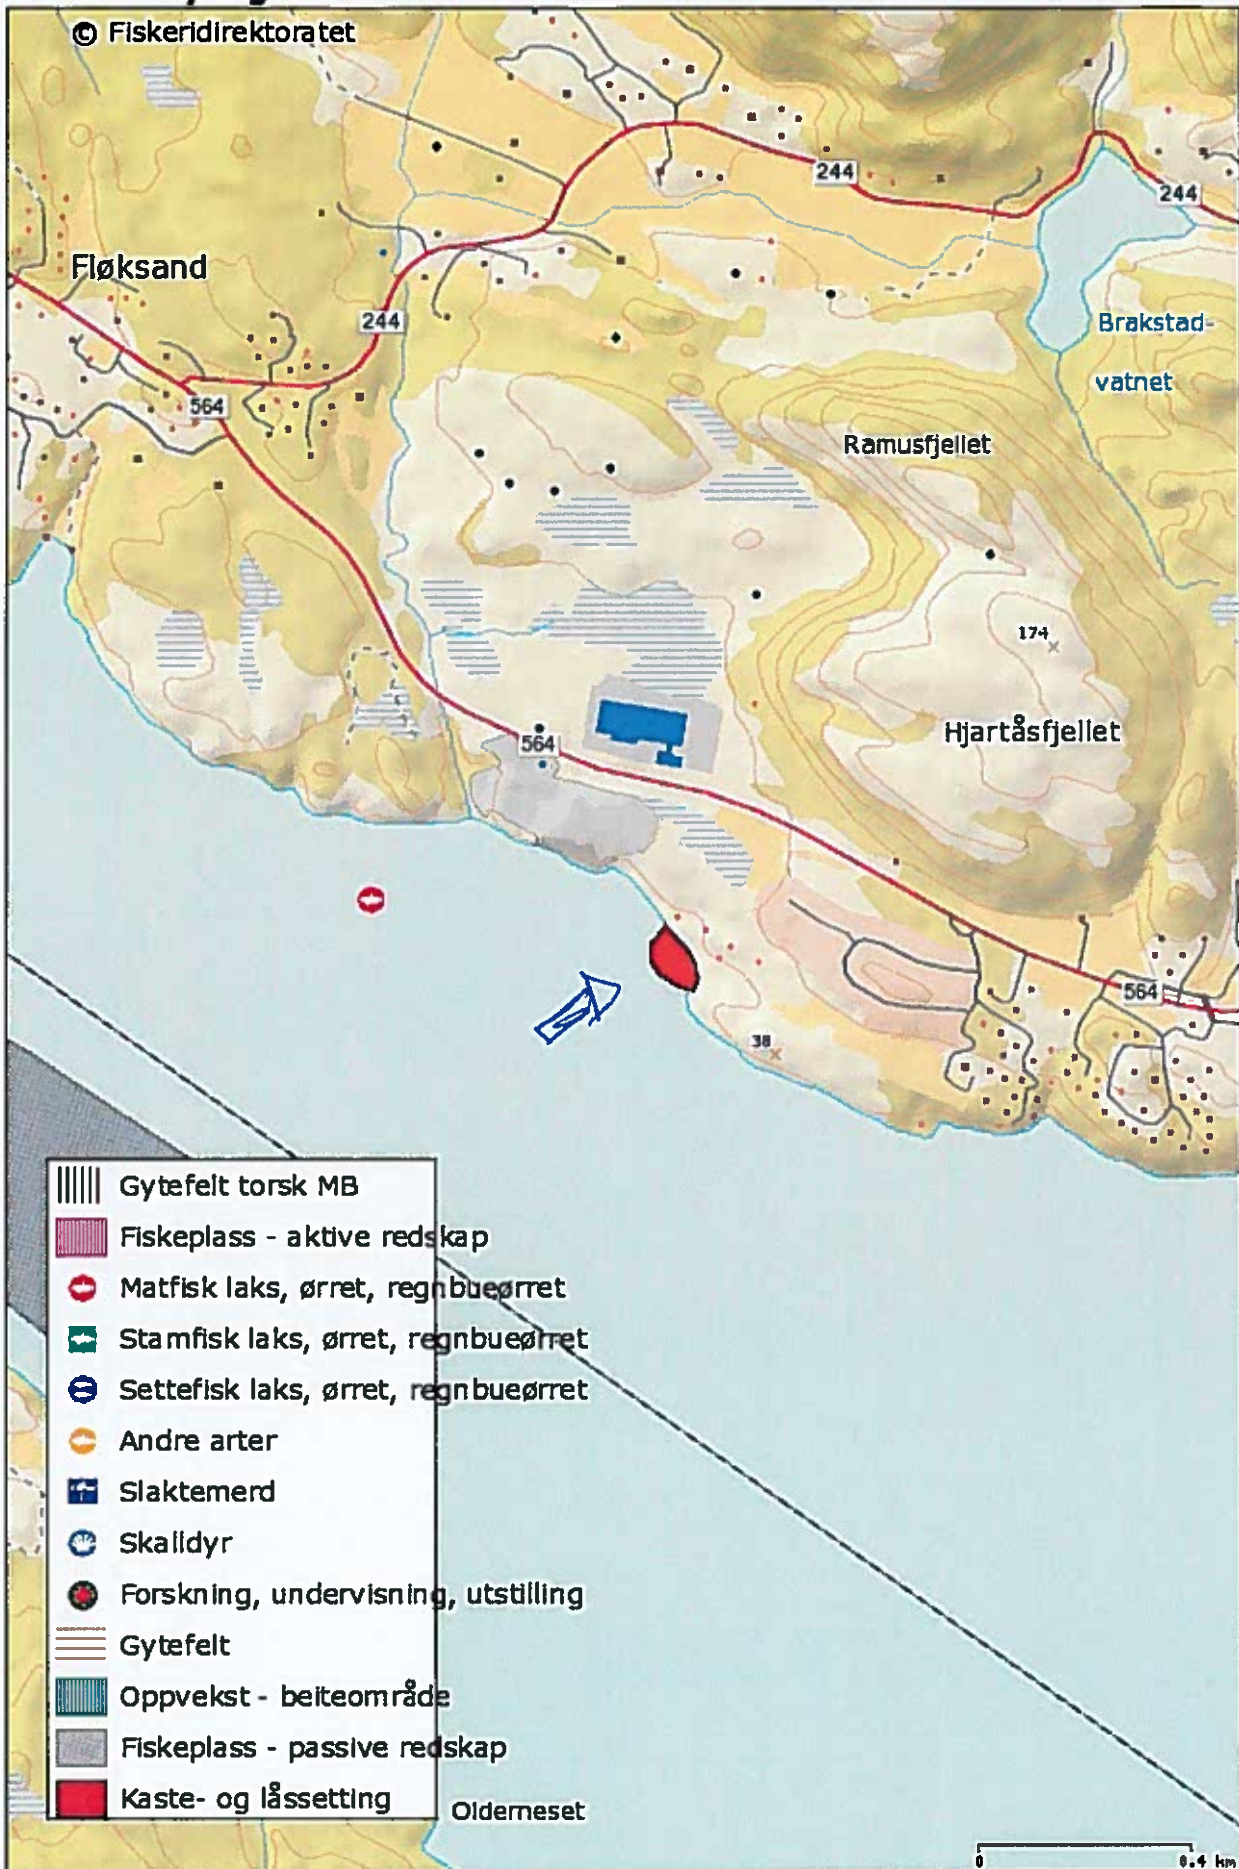 © Fiskeridirektoratet
244
244
Fløksand
244
Brakstad-
vatnet
564
Ramusfjellet
174
Hjartåsfjellet
564
564
38
Gytefelt torsk MB
Fiskeplass - aktive redskap
Matfisk laks, ørret, regnbueørret
Stamfisk laks, ørret, regnbueørret
Settefisk laks, ørret, regnbueørret
Andre arter
Slaktemerd
Skalldyr
Forskning, undervisning, utstilling
Gytefelt
Oppvekst - beiteområde
Fiskeplass - passive redskap
Kaste- og låssetting
Olderneset
0 0.4 km